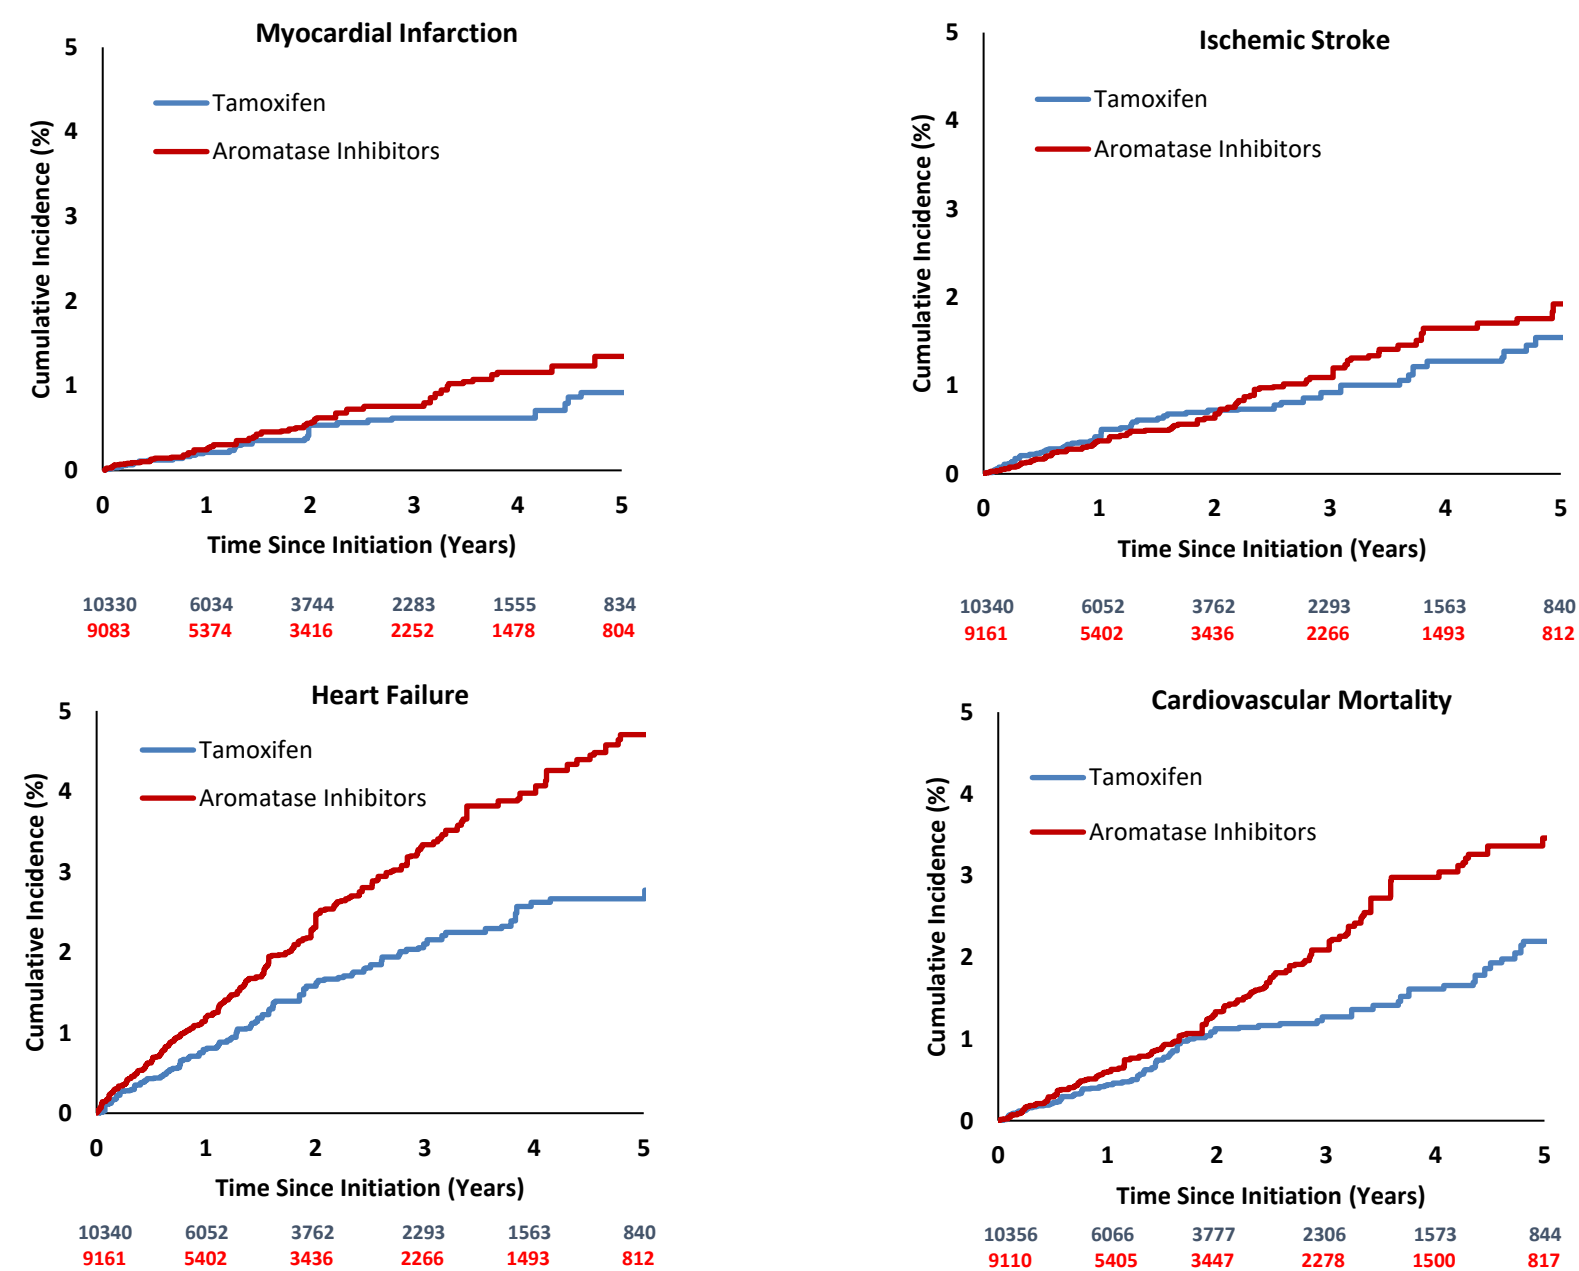 Myocardial Infarction
5
4
3
2
1
0
Cumulative Incidence (%)
Tamoxifen
Aromatase Inhibitors
0 1 2 3 4 5
Time Since Initiation (Years)
10330 6034 3744 2283 1555 834
9083 5374 3416 2252 1478 804
Ischemic Stroke
5
4
3
2
1
0
Cumulative Incidence (%)
Tamoxifen
Aromatase Inhibitors
0 1 2 3 4 5
Time Since Initiation (Years)
10340 6052 3762 2293 1563 840
9161 5402 3436 2266 1493 812
Heart Failure
5
4
3
2
1
0
Cumulative Incidence (%)
Tamoxifen
Aromatase Inhibitors
0 1 2 3 4 5
Time Since Initiation (Years)
10340 6052 3762 2293 1563 840
9161 5402 3436 2266 1493 812
Cardiovascular Mortality
5
4
3
2
1
0
Cumulative Incidence (%)
Tamoxifen
Aromatase Inhibitors
0 1 2 3 4 5
Time Since Initiation (Years)
10356 6066 3777 2306 1573 844
9110 5405 3447 2278 1500 817